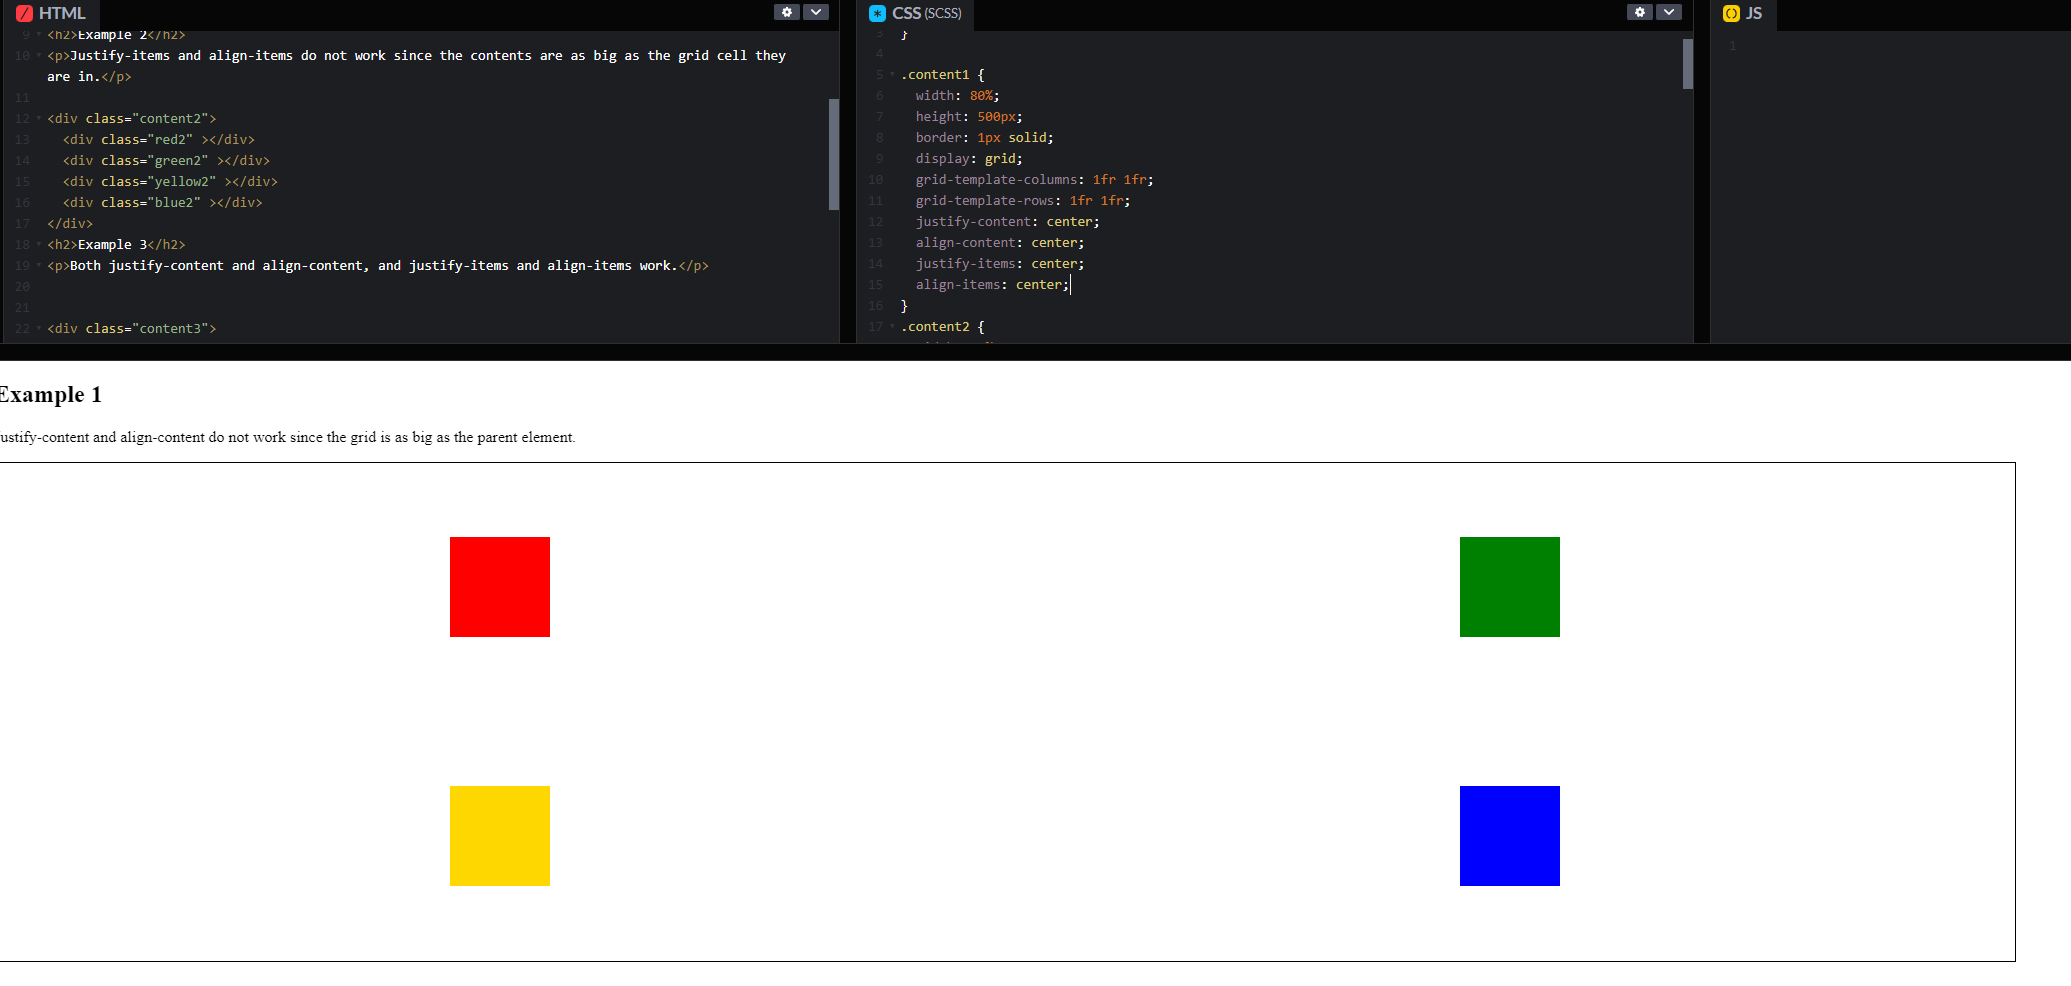 HTML
9 <h2>Example 2</h2>
10 <p>Justify-items and align-items do not work since the contents are as big as the grid cell they
are in.</p>
11
12 <div class="content2">
13 <div class="red2" ></div>
14 <div class="green2" ></div>
15 <div class="yellow2" ></div>
16 <div class="blue2" ></div>
17 </div>
18 <h2>Example 3</h2>
19 <p>Both justify-content and align-content, and justify-items and align-items work.</p>
20
21
22 <div class="content3">
CSS (SCSS)
3 }
4
5 .content1 {
6 width: 80%;
7 height: 500px;
8 border: 1px solid;
9 display: grid;
10 grid-template-columns: 1fr 1fr;
11 grid-template-rows: 1fr 1fr;
12 justify-content: center;
13 align-content: center;
14 justify-items: center;
15 align-items: center;
16 }
17 .content2 {
JS
1
Example 1
ustify-content and align-content do not work since the grid is as big as the parent element.